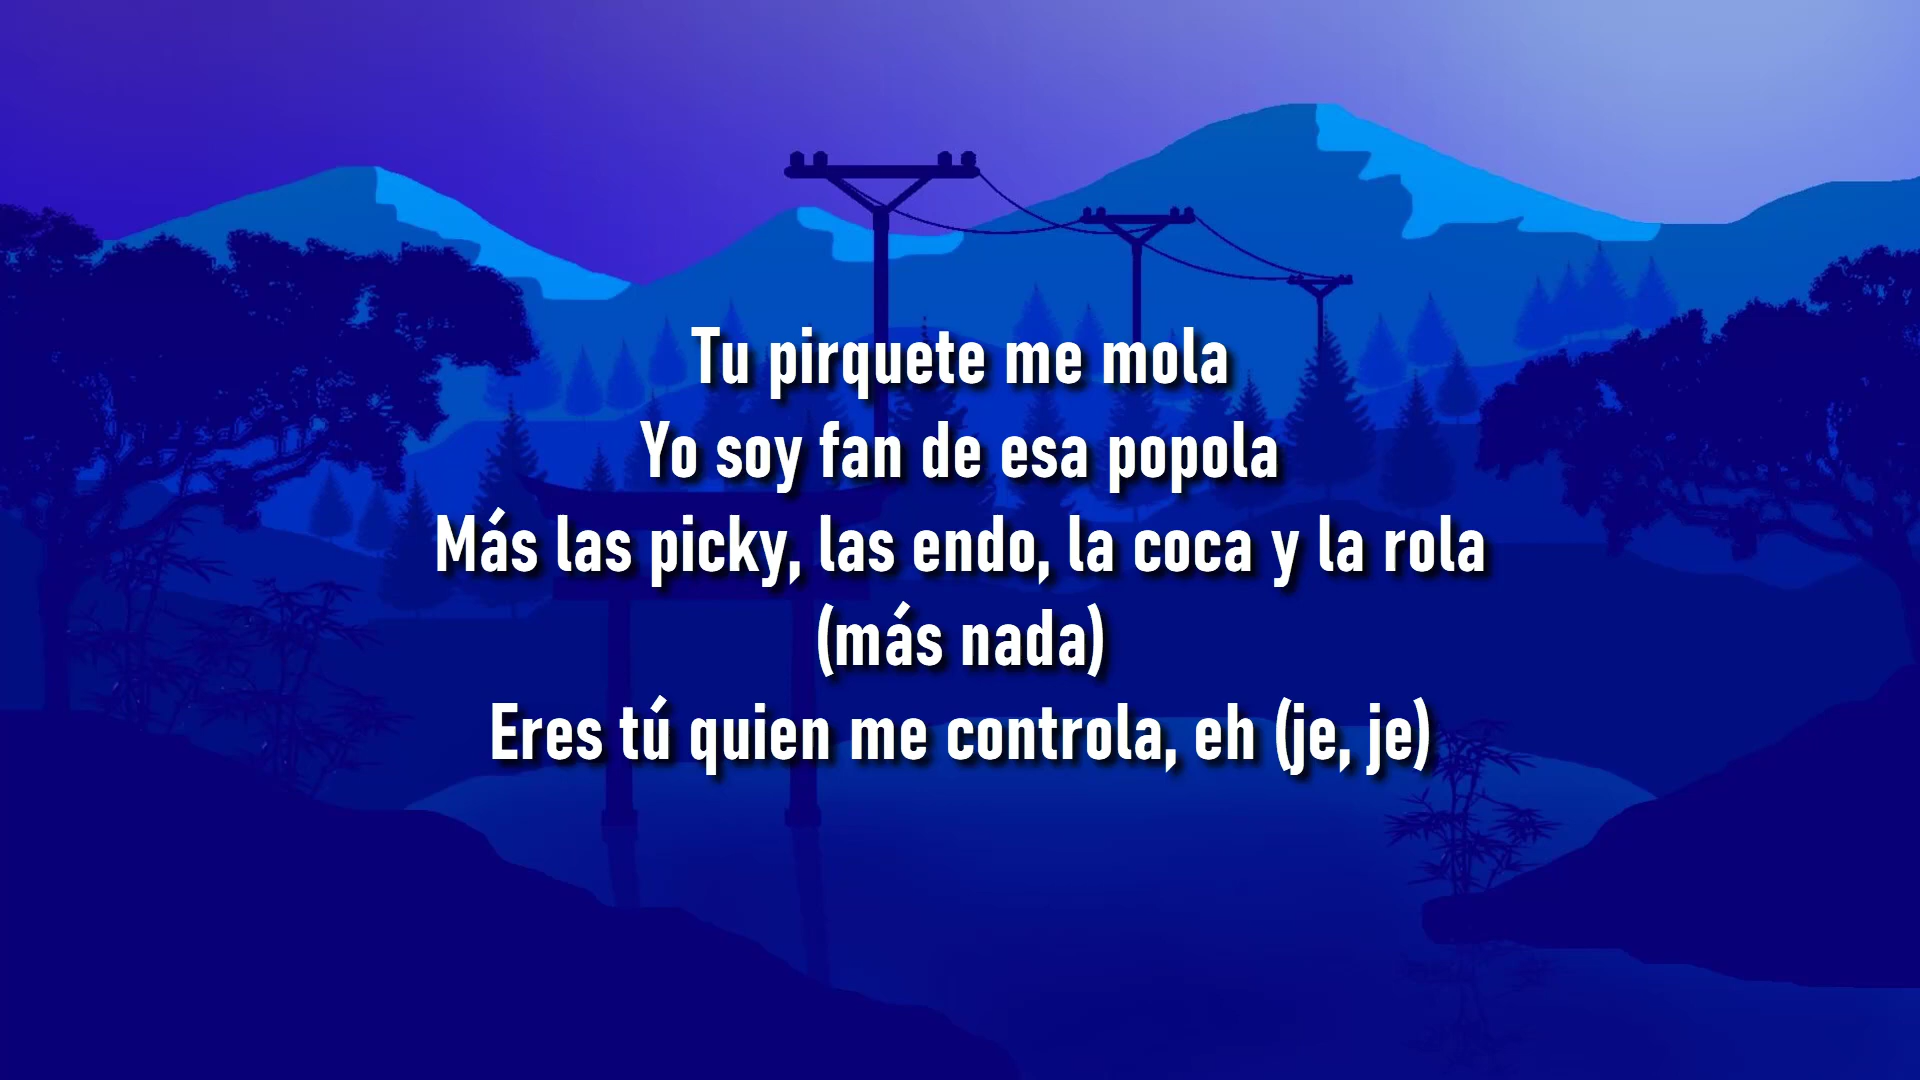 Tu pirquete me mola
Yo soy fan de esa popola
Más las picky, las endo, la coca y la rola
(más nada)
Eres tú quien me controla, eh (je, je)